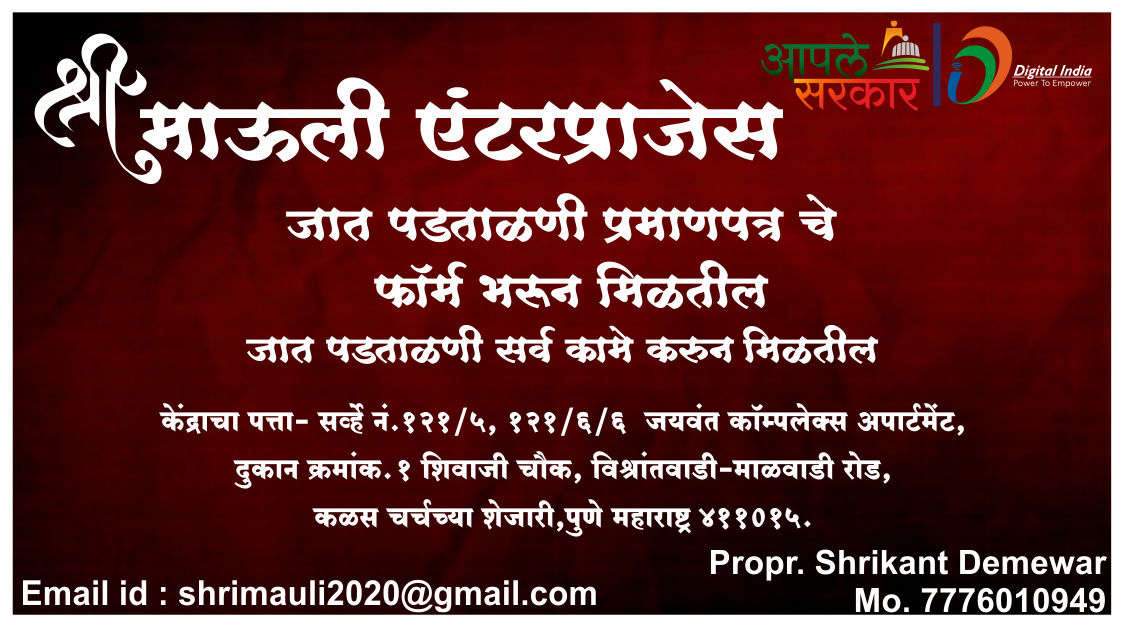 श्री माऊली एंटरप्राजेस
आपले सरकार
Digital India
Power To Empower
जात पडताळणी प्रमाणपत्र चे
फॉर्म भरून मिळतील
जात पडताळणी सर्व कामे करुन मिळतील
केंद्राचा पत्ता- सर्व्हे नं.१२१/५, १२१/६/६ जयवंत कॉम्पलेक्स अपार्टमेंट,
दुकान क्रमांक.१ शिवाजी चौक, विश्रांतवाडी-माळवाडी रोड,
कळस चर्चच्या शेजारी,पुणे महाराष्ट्र ४११०१५.
Propr. Shrikant Demewar
Email id : shrimauli2020@gmail.com
Mo. 7776010949